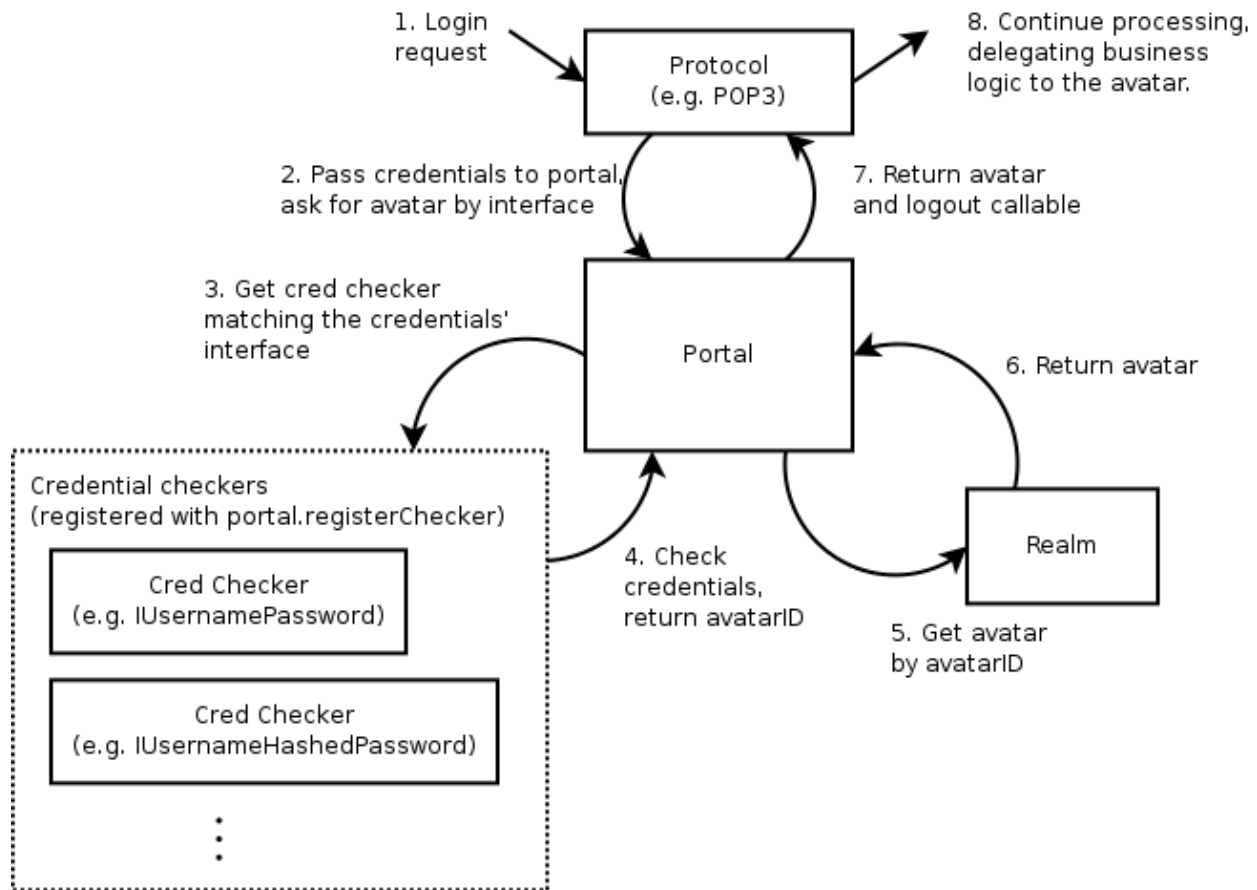 1. Login
request
Protocol
(e.g. POP3)
8. Continue processing,
delegating business
logic to the avatar.
2. Pass credentials to portal,
ask for avatar by interface
7. Return avatar
and logout callable
3. Get cred checker
matching the credentials'
interface
Portal
6. Return avatar
Credential checkers
(registered with portal.registerChecker)
Cred Checker
(e.g. IUsernamePassword)
Cred Checker
(e.g. IUsernameHashedPassword)
4. Check
credentials,
return avatarID
Realm
5. Get avatar
by avatarID